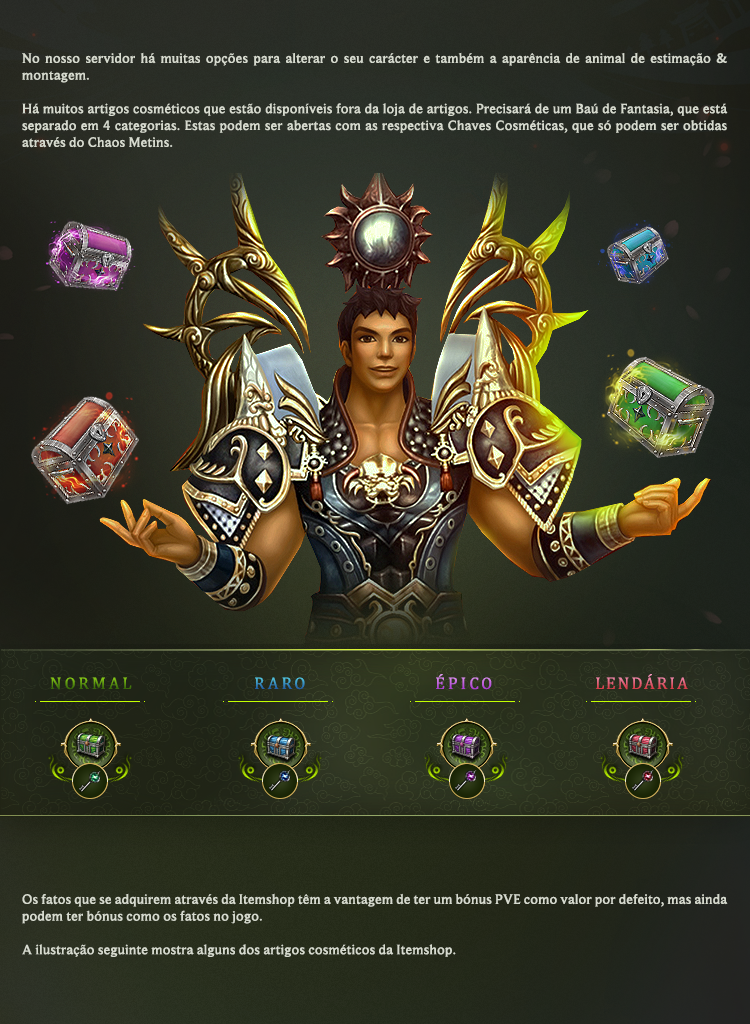 No nosso servidor há muitas opções para alterar o seu carácter e também a aparência de animal de estimação &
montagem.
Há muitos artigos cosméticos que estão disponíveis fora da loja de artigos. Precisará de um Baú de Fantasia, que está
separado em 4 categorias. Estas podem ser abertas com as respectiva Chaves Cosméticas, que só podem ser obtidas
através do Chaos Metins.
NORMAL
RARO
ÉPICO
LENDÁRIA
Os fatos que se adquirem através da Itemshop têm a vantagem de ter um bónus PVE como valor por defeito, mas ainda
podem ter bónus como os fatos no jogo.
A ilustração seguinte mostra alguns dos artigos cosméticos da Itemshop.